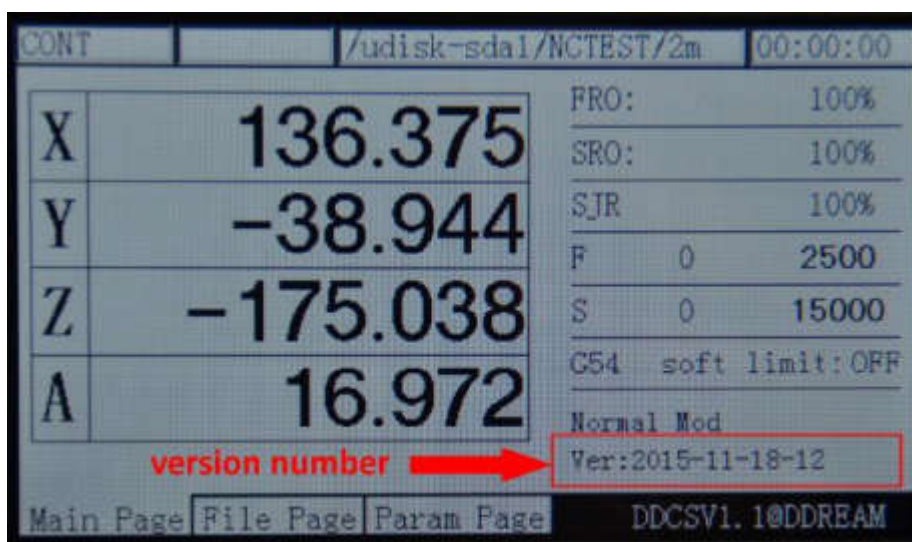 CONT /udisk-sda1/NCTEST/2m 00:00:00
X 136.375
FRO: 100%
SRO: 100%
Y -38.944
SJR 100%
F 0 2500
Z -175.038
S 0 15000
G54 soft limit:OFF
A 16.972
Normal Mod
version number
Ver:2015-11-18-12
Main Page File Page Param Page DDCSV1.1@DDREAM